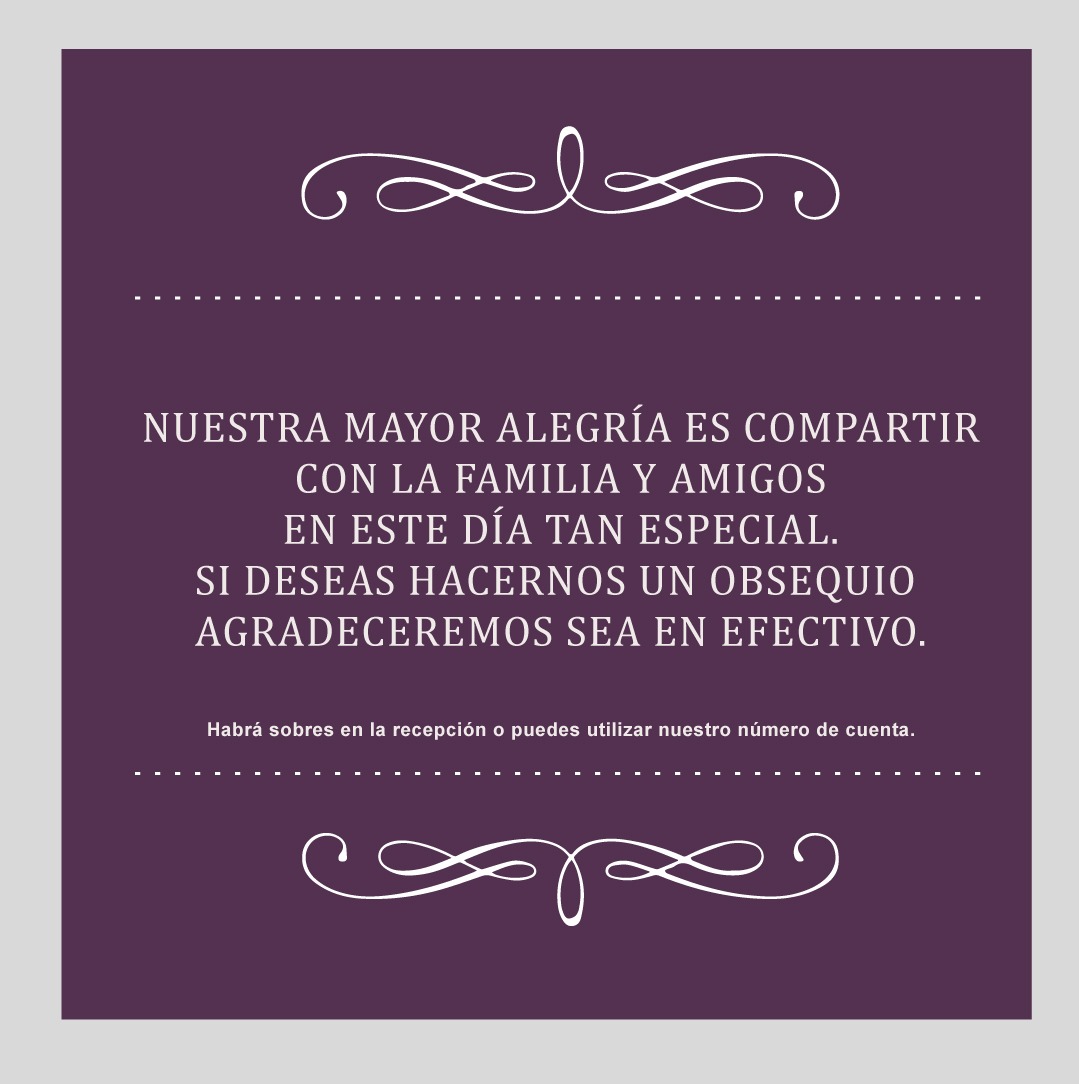 NUESTRA MAYOR ALEGRÍA ES COMPARTIR
CON LA FAMILIA Y AMIGOS
EN ESTE DÍA TAN ESPECIAL.
SI DESEAS HACERNOS UN OBSEQUIO
AGRADECEREMOS SEA EN EFECTIVO.
Habrá sobres en la recepción o puedes utilizar nuestro número de cuenta.